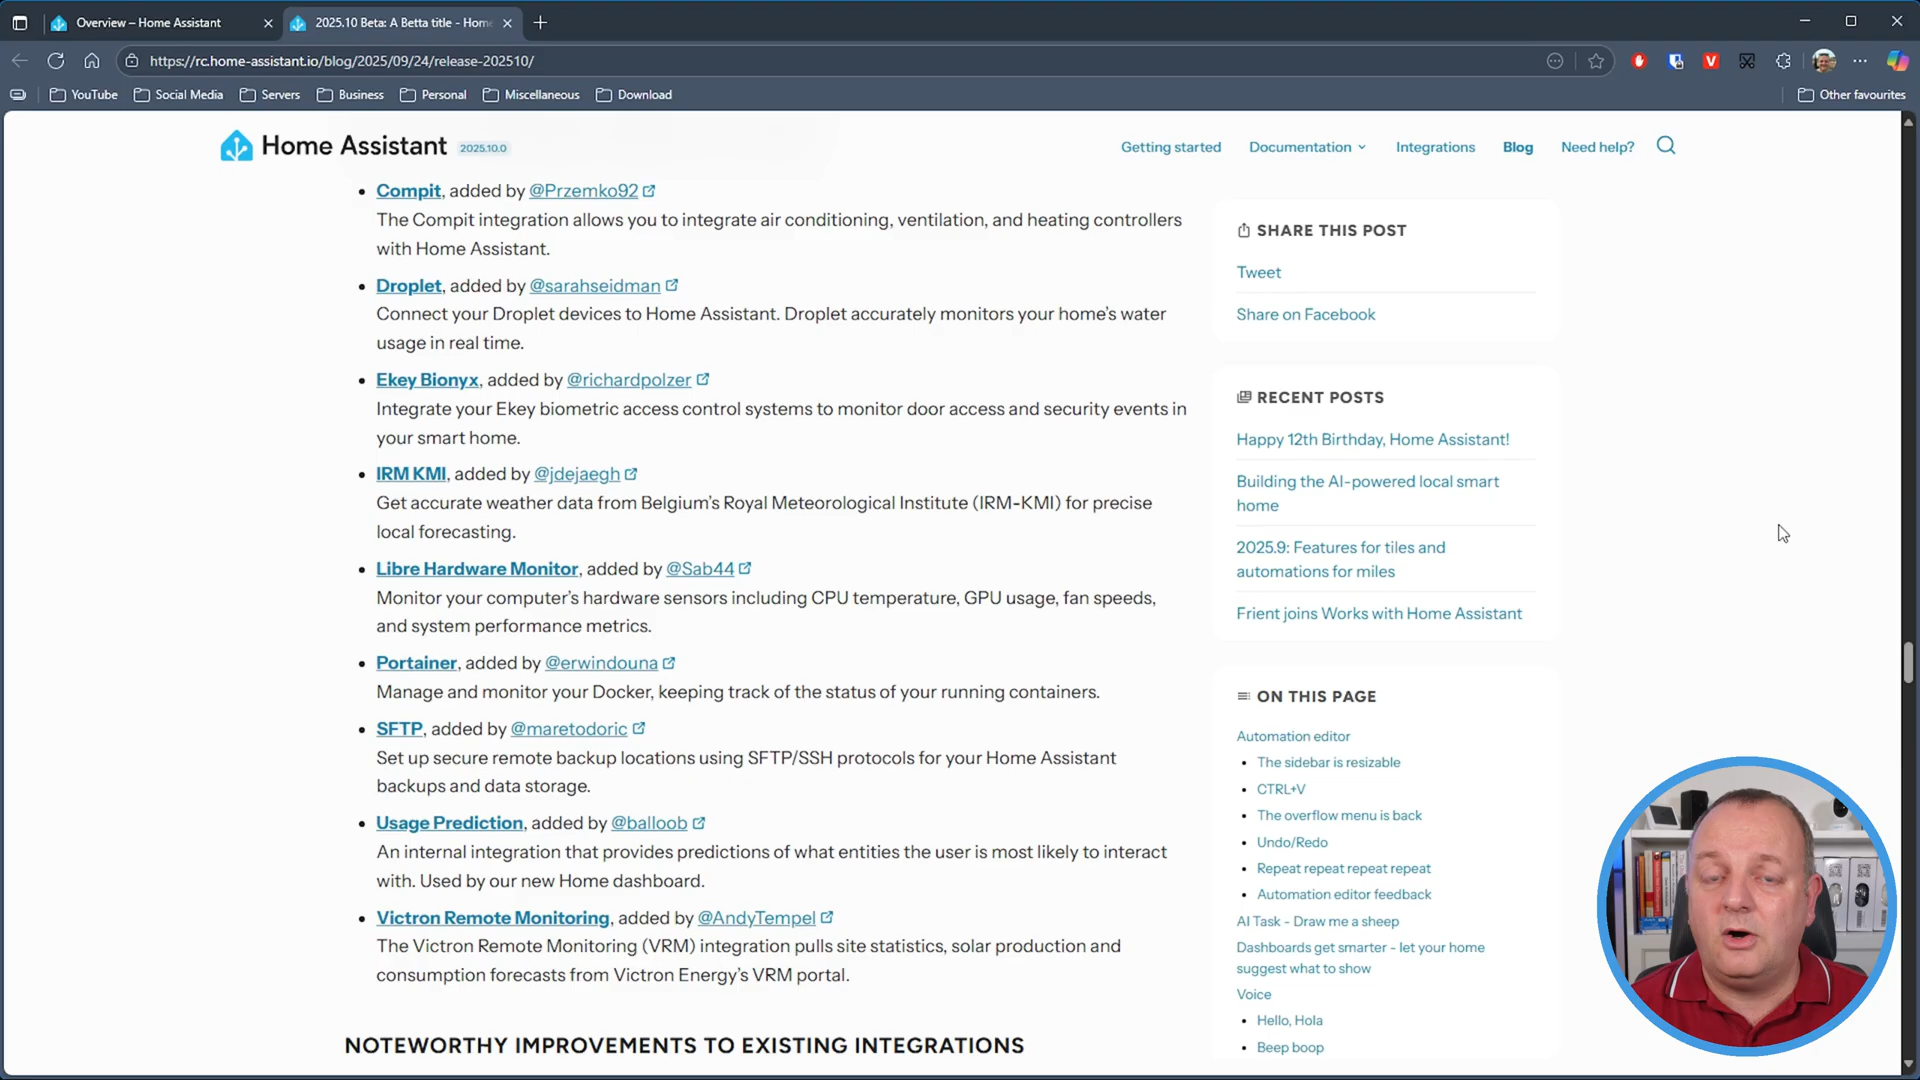 Overview – Home Assistant
2025.10 Beta: A Betta title - Home
https://rc.home-assistant.io/blog/2025/09/24/release-202510/
YouTube
Social Media
Servers
Business
Personal
Miscellaneous
Download
Other favourites
Home Assistant 2025.10.0
Getting started
Documentation
Integrations
Blog
Need help?
Compit, added by @Przemko92
The Compit integration allows you to integrate air conditioning, ventilation, and heating controllers
with Home Assistant.
Droplet, added by @sarahseidman
Connect your Droplet devices to Home Assistant. Droplet accurately monitors your home's water
usage in real time.
Ekey Bionyx, added by @richardpolzer
Integrate your Ekey biometric access control systems to monitor door access and security events in
your smart home.
IRM KMI, added by @jdejaegh
Get accurate weather data from Belgium's Royal Meteorological Institute (IRM-KMI) for precise
local forecasting.
Libre Hardware Monitor, added by @Sab44
Monitor your computer's hardware sensors including CPU temperature, GPU usage, fan speeds,
and system performance metrics.
Portainer, added by @erwindouna
Manage and monitor your Docker, keeping track of the status of your running containers.
SFTP, added by @maretodoric
Set up secure remote backup locations using SFTP/SSH protocols for your Home Assistant
backups and data storage.
Usage Prediction, added by @balloob
An internal integration that provides predictions of what entities the user is most likely to interact
with. Used by our new Home dashboard.
Victron Remote Monitoring, added by @AndyTempel
The Victron Remote Monitoring (VRM) integration pulls site statistics, solar production and
consumption forecasts from Victron Energy's VRM portal.
NOTEWORTHY IMPROVEMENTS TO EXISTING INTEGRATIONS
SHARE THIS POST
Tweet
Share on Facebook
RECENT POSTS
Happy 12th Birthday, Home Assistant!
Building the AI-powered local smart
home
2025.9: Features for tiles and
automations for miles
Frient joins Works with Home Assistant
ON THIS PAGE
Automation editor
The sidebar is resizable
CTRL+V
The overflow menu is back
Undo/Redo
Repeat repeat repeat repeat
Automation editor feedback
AI Task - Draw me a sheep
Dashboards get smarter - let your home
suggest what to show
Voice
Hello, Hola
Beep boop